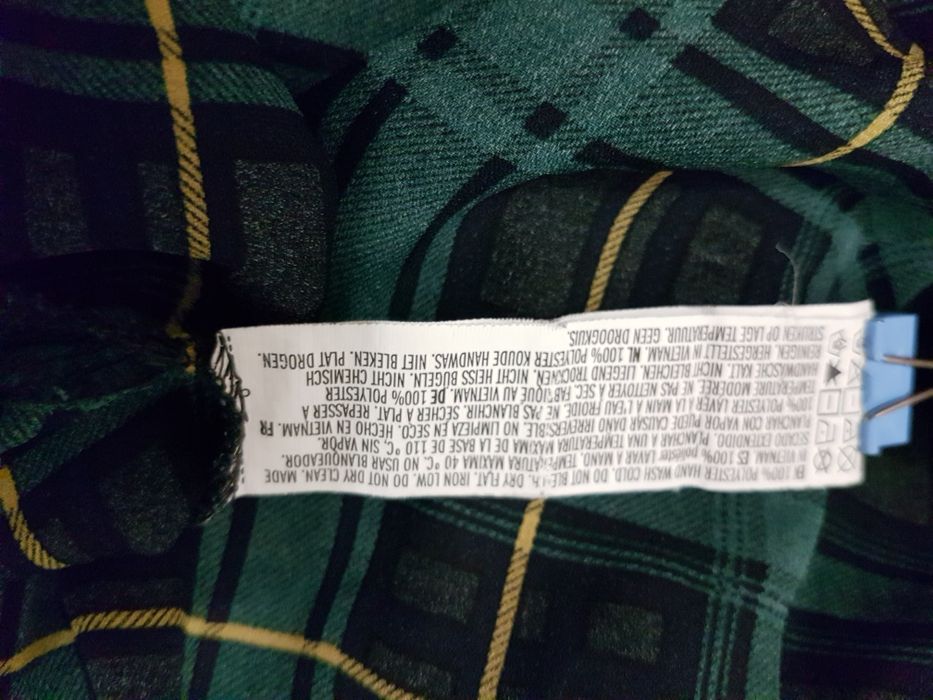 EN 100% POLYESTER HAND WASH COLD. DO NOT BLEACH. DRY FLAT. IRON LOW. DO NOT DRY CLEAN. MADE
IN VIETNAM ES 100% poliéster LAVAR A MANO. TEMPERATURA MÁXIMA 40 °C. NO USAR BLANQUEADOR.
SECADO EXTENDIDO. PLANCHAR A UNA TEMPERATURA MÁXIMA DE LA BASE DE 110 °C, SIN VAPOR.
PLANCHAR CON VAPOR PUEDE CAUSAR DANO IRREVERSIBLE. NO LIMPIEZA EN SECO. HECHO EN VIETNAM. FR
100% POLYESTER LAVER À LA MAIN A L'EAU FROIDE. NE PAS BLANCHIR. SÉCHER À PLAT. REPASSER À
TEMPÉRATURE MODÉRÉE. NE PAS NETTOYER À SEC. FABRIQUÉ AU VIETNAM. DE 100% POLYESTER
HANDWÄSCHE KALT. NICHT BLEICHEN. LIEGEND TROCKNEN. NICHT HEISS BÜGELN. NICHT CHEMISCH
REINIGEN. HERGESTELLT IN VIETNAM. NL 100% POLYESTER KOUDE HANDWAS. NIET BLEKEN. PLAT DROGEN.
STRIJKEN OP LAGE TEMPERATUUR. GEEN DROOGKUIS.